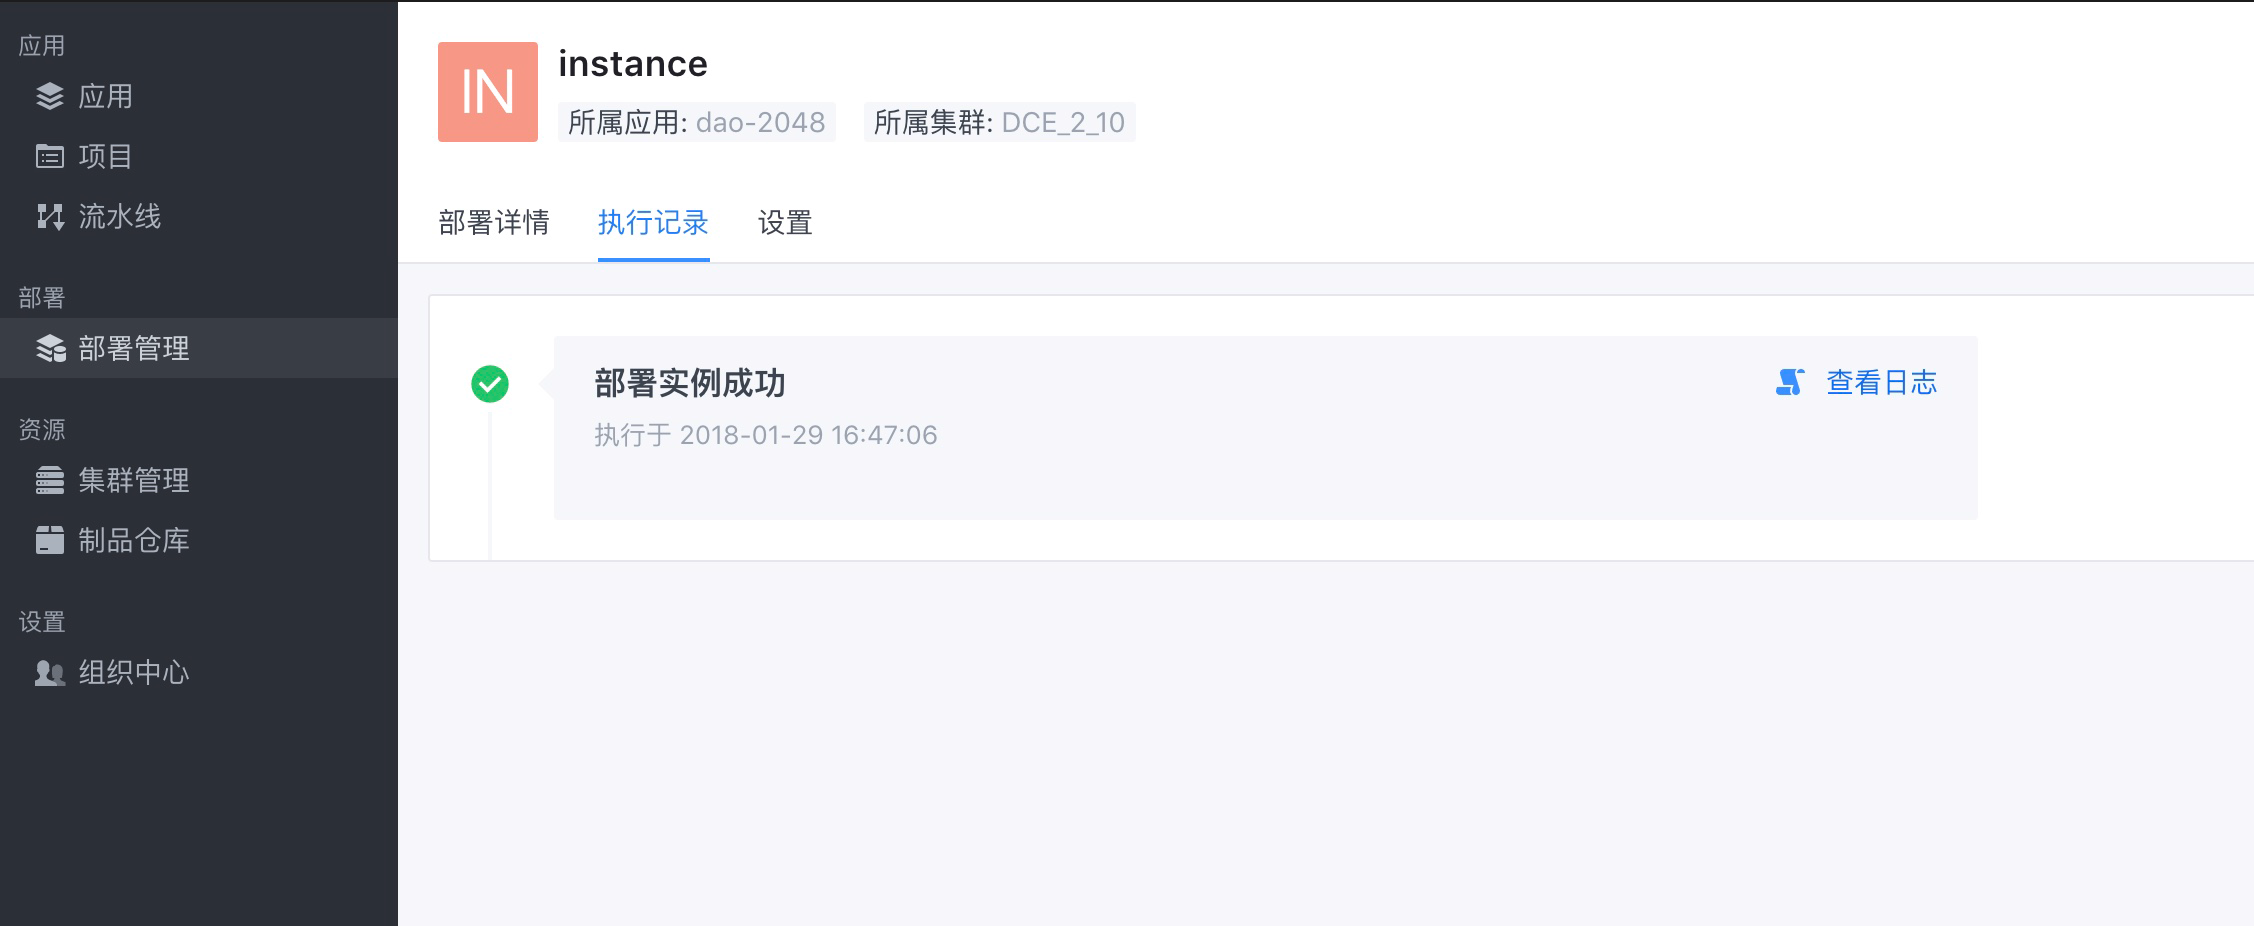 应用
应用
项目
流水线
部署
部署管理
资源
集群管理
制品仓库
设置
组织中心
IN
instance
所属应用: dao-2048 所属集群: DCE_2_10
部署详情 执行记录 设置
部署实例成功 查看日志
执行于 2018-01-29 16:47:06